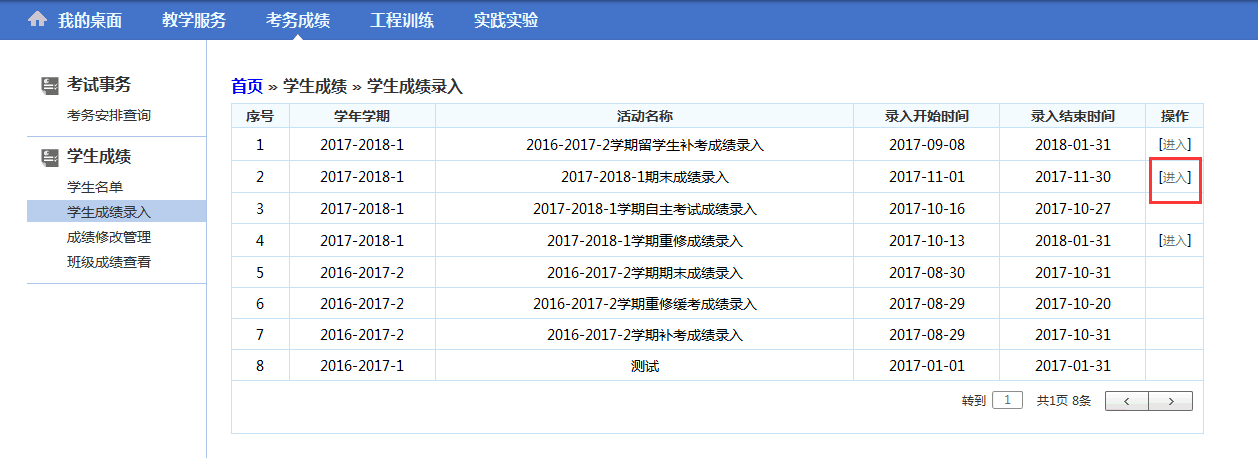 我的桌面 教学服务 考务成绩 工程训练 实践实验
考试事务
考务安排查询
学生成绩
学生名单
学生成绩录入
成绩修改管理
班级成绩查看
首页 » 学生成绩 » 学生成绩录入
序号 学年学期 活动名称 录入开始时间 录入结束时间 操作
1 2017-2018-1 2016-2017-2学期留学生补考成绩录入 2017-09-08 2018-01-31 [进入]
2 2017-2018-1 2017-2018-1期末成绩录入 2017-11-01 2017-11-30 [进入]
3 2017-2018-1 2017-2018-1学期自主考试成绩录入 2017-10-16 2017-10-27
4 2017-2018-1 2017-2018-1学期重修成绩录入 2017-10-13 2018-01-31 [进入]
5 2016-2017-2 2016-2017-2学期期末成绩录入 2017-08-30 2017-10-31
6 2016-2017-2 2016-2017-2学期重修缓考成绩录入 2017-08-29 2017-10-20
7 2016-2017-2 2016-2017-2学期补考成绩录入 2017-08-29 2017-10-31
8 2016-2017-1 测试 2017-01-01 2017-01-31
转到 1 共1页 8条 < >